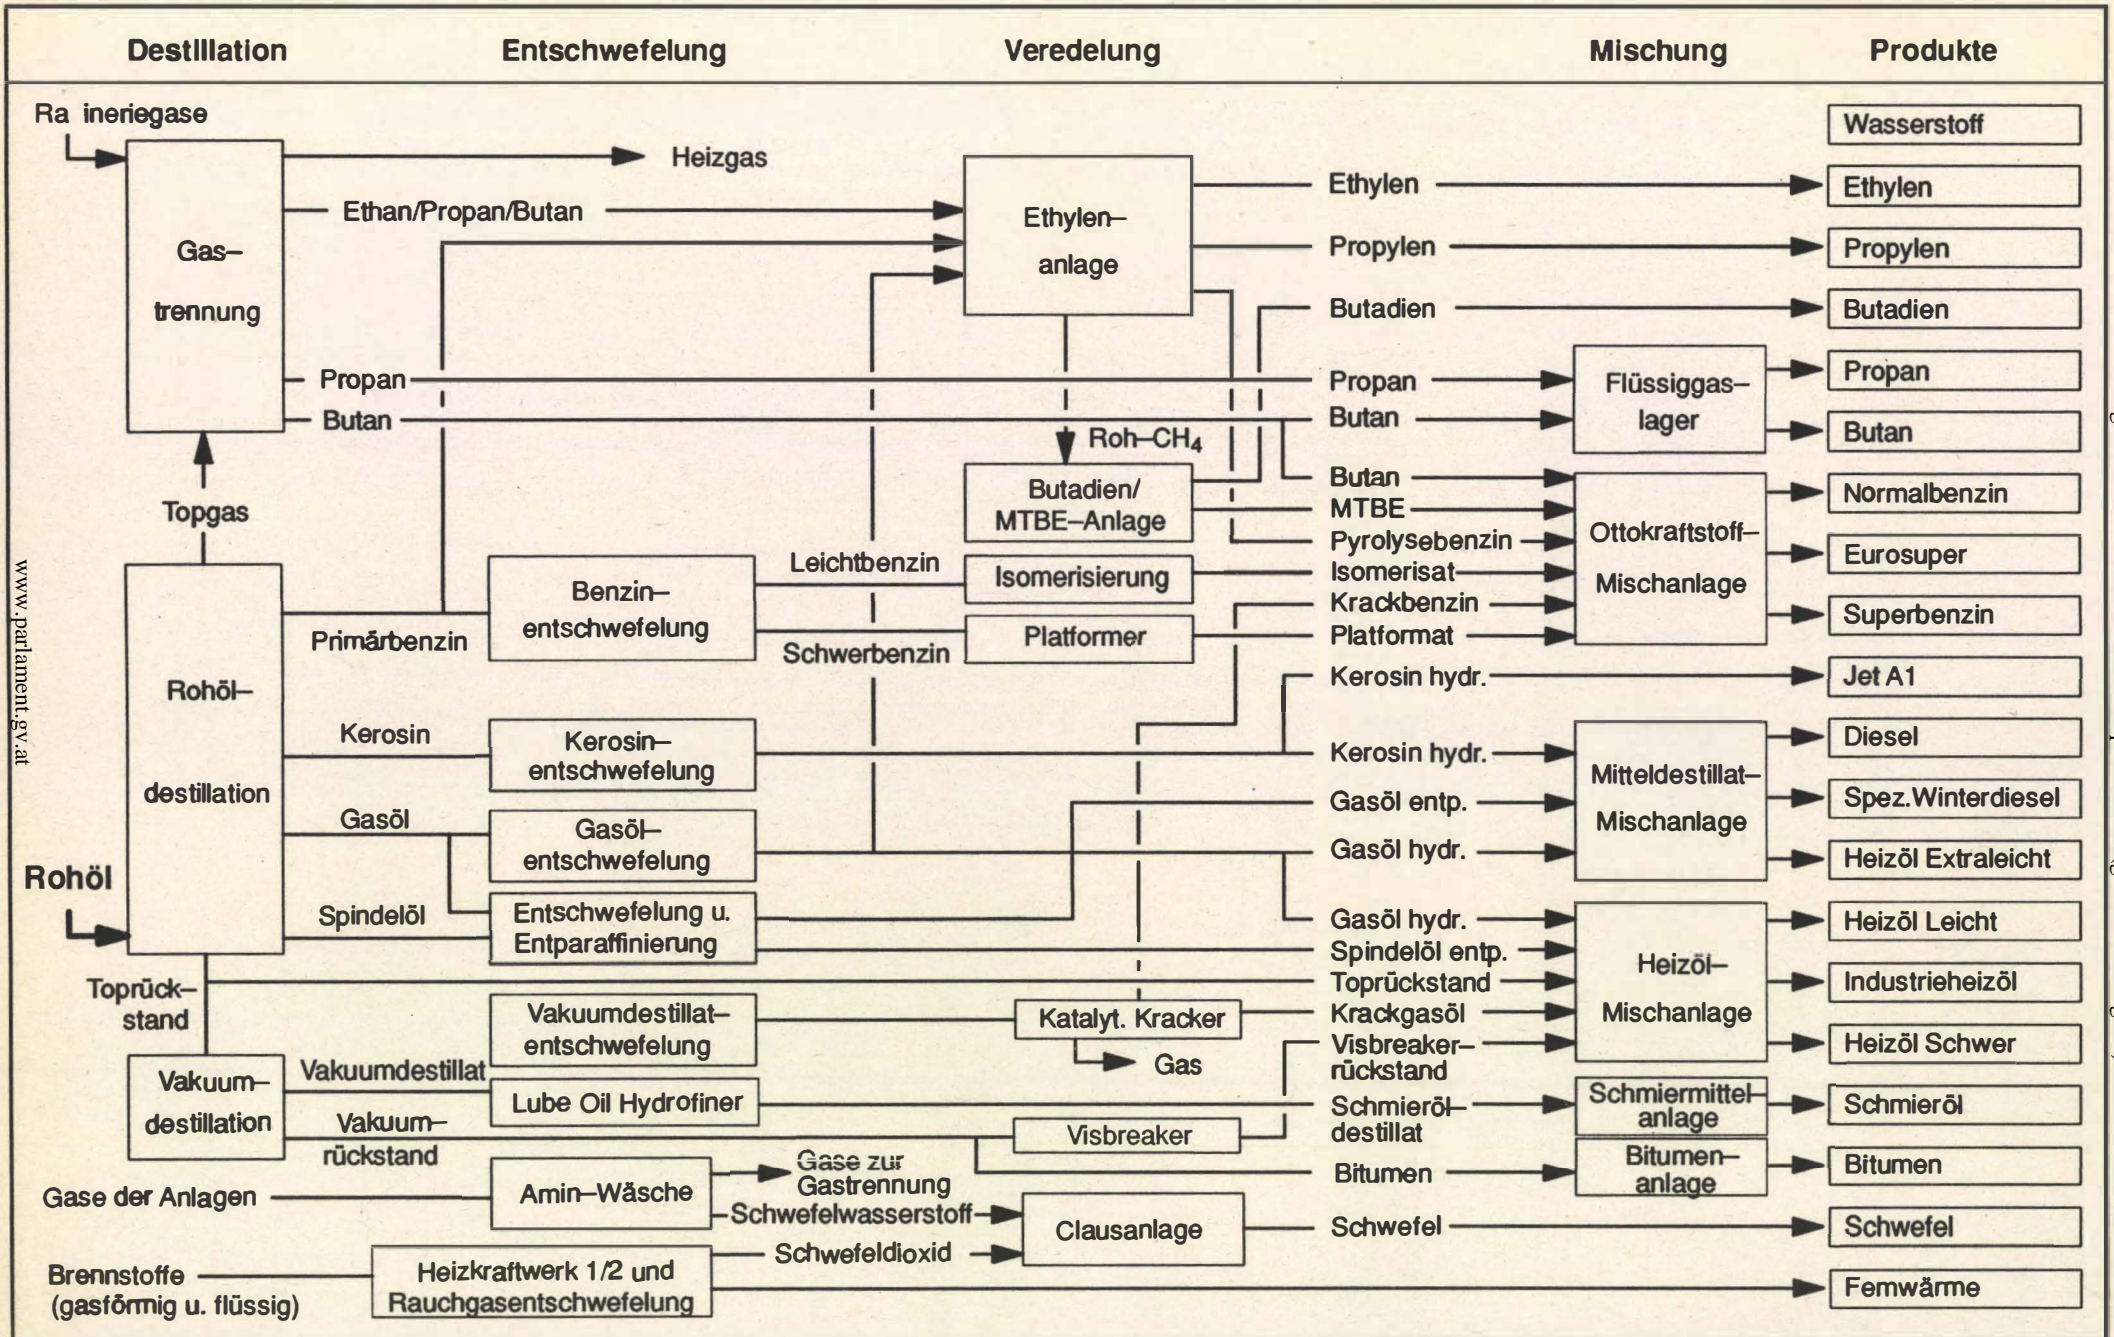 Destillation
Entschwefelung
Veredelung
Mischung
Produkte
Ra ineriegase
Gas–
trennung
Heizgas
Ethan/Propan/Butan
Propan
Butan
Topgas
Rohöl–
destillation
Rohöl
Primärbenzin
Kerosin
Gasöl
Spindelöl
Toprück–
stand
Vakuum–
destillation
Vakuumdestillat
Vakuum–
rückstand
Gase der Anlagen
Brennstoffe
(gasförmig u. flüssig)
Benzin–
entschwefelung
Kerosin–
entschwefelung
Gasöl–
entschwefelung
Entschwefelung u.
Entparaffinierung
Vakuumdestillat–
entschwefelung
Lube Oil Hydrofiner
Amin–Wäsche
Heizkraftwerk 1/2 und
Rauchgasentschwefelung
Leichtbenzin
Schwerbenzin
Gase zur
Gastrennung
Schwefelwasserstoff
Schwefeldioxid
Ethylen–
anlage
Roh–CH4
Butadien/
MTBE–Anlage
Isomerisierung
Platformer
Katalyt. Kracker
Gas
Visbreaker
Clausanlage
Ethylen
Propylen
Butadien
Propan
Butan
Butan
MTBE
Pyrolysebenzin
Isomerisat
Krackbenzin
Platformat
Kerosin hydr.
Kerosin hydr.
Gasöl entp.
Gasöl hydr.
Gasöl hydr.
Spindelöl entp.
Toprückstand
Krackgasöl
Visbreaker–
rückstand
Schmieröl–
destillat
Bitumen
Schwefel
Flüssiggas–
lager
Ottokraftstoff–
Mischanlage
Mitteldestillat–
Mischanlage
Heizöl–
Mischanlage
Schmiermittel–
anlage
Bitumen–
anlage
Wasserstoff
Ethylen
Propylen
Butadien
Propan
Butan
Normalbenzin
Eurosuper
Superbenzin
Jet A1
Diesel
Spez.Winterdiesel
Heizöl Extraleicht
Heizöl Leicht
Industrieheizöl
Heizöl Schwer
Schmieröl
Bitumen
Schwefel
Fernwärme
www.parlament.gv.at